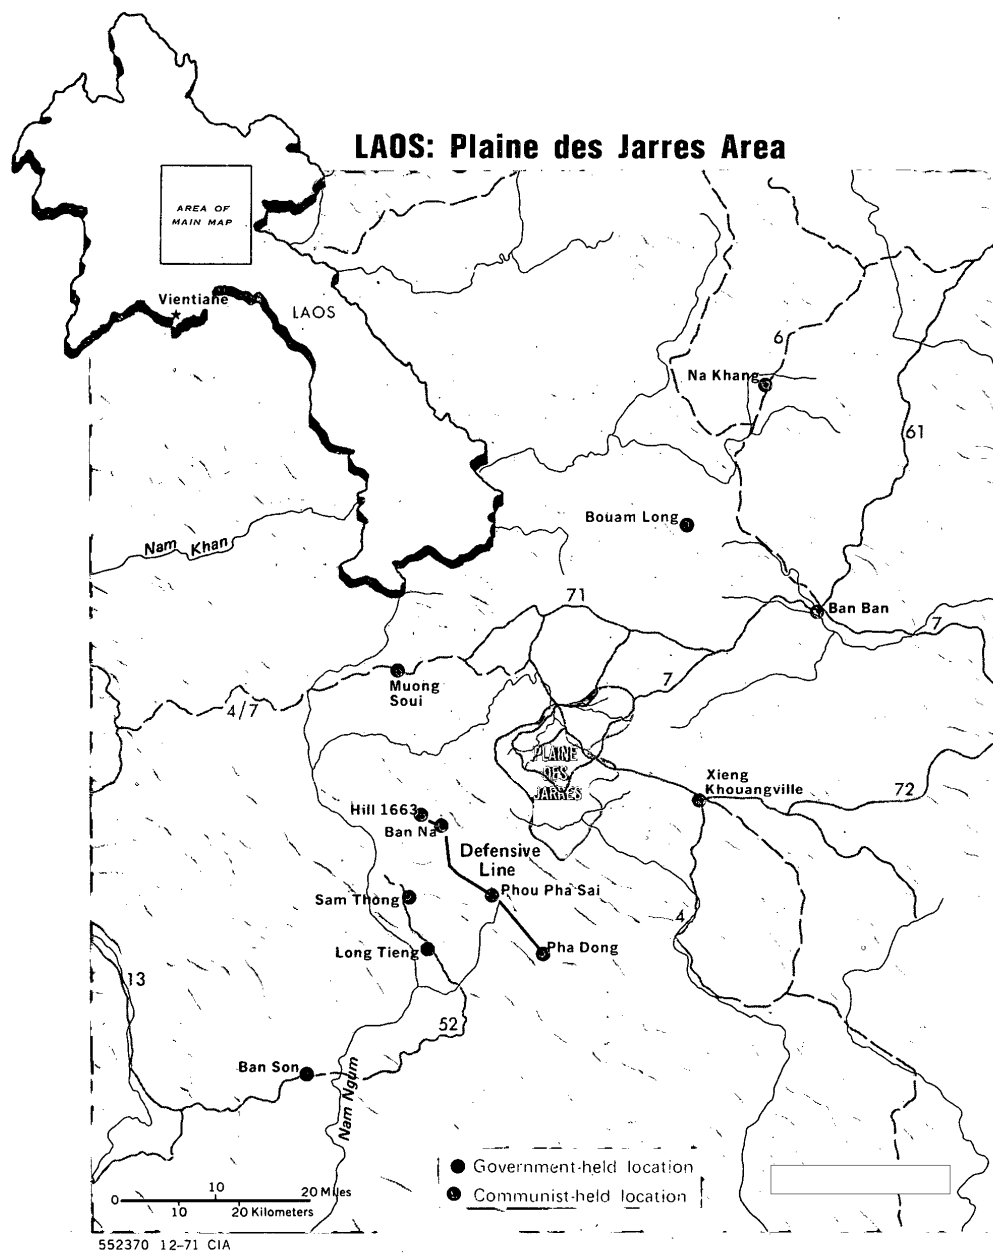 LAOS: Plaine des Jarres Area
AREA OF
MAIN MAP
Vientiane
LAOS
6
Na Khang
61
Bouam Long
Nam Khan
71
Ban Ban
7
Muong
Soui
7
4/7
PLAINE
DES
JARRES
Xieng
Khouangville
72
Hill 1663
Ban Na
Defensive
Line
Sam Thong
Phou Pha Sai
4
Long Tieng
Pha Dong
13
52
Ban Son
Nam Ngum
Government-held location
Communist-held location
0 10 20 Miles
10 20 Kilometers
552370 12-71 CIA